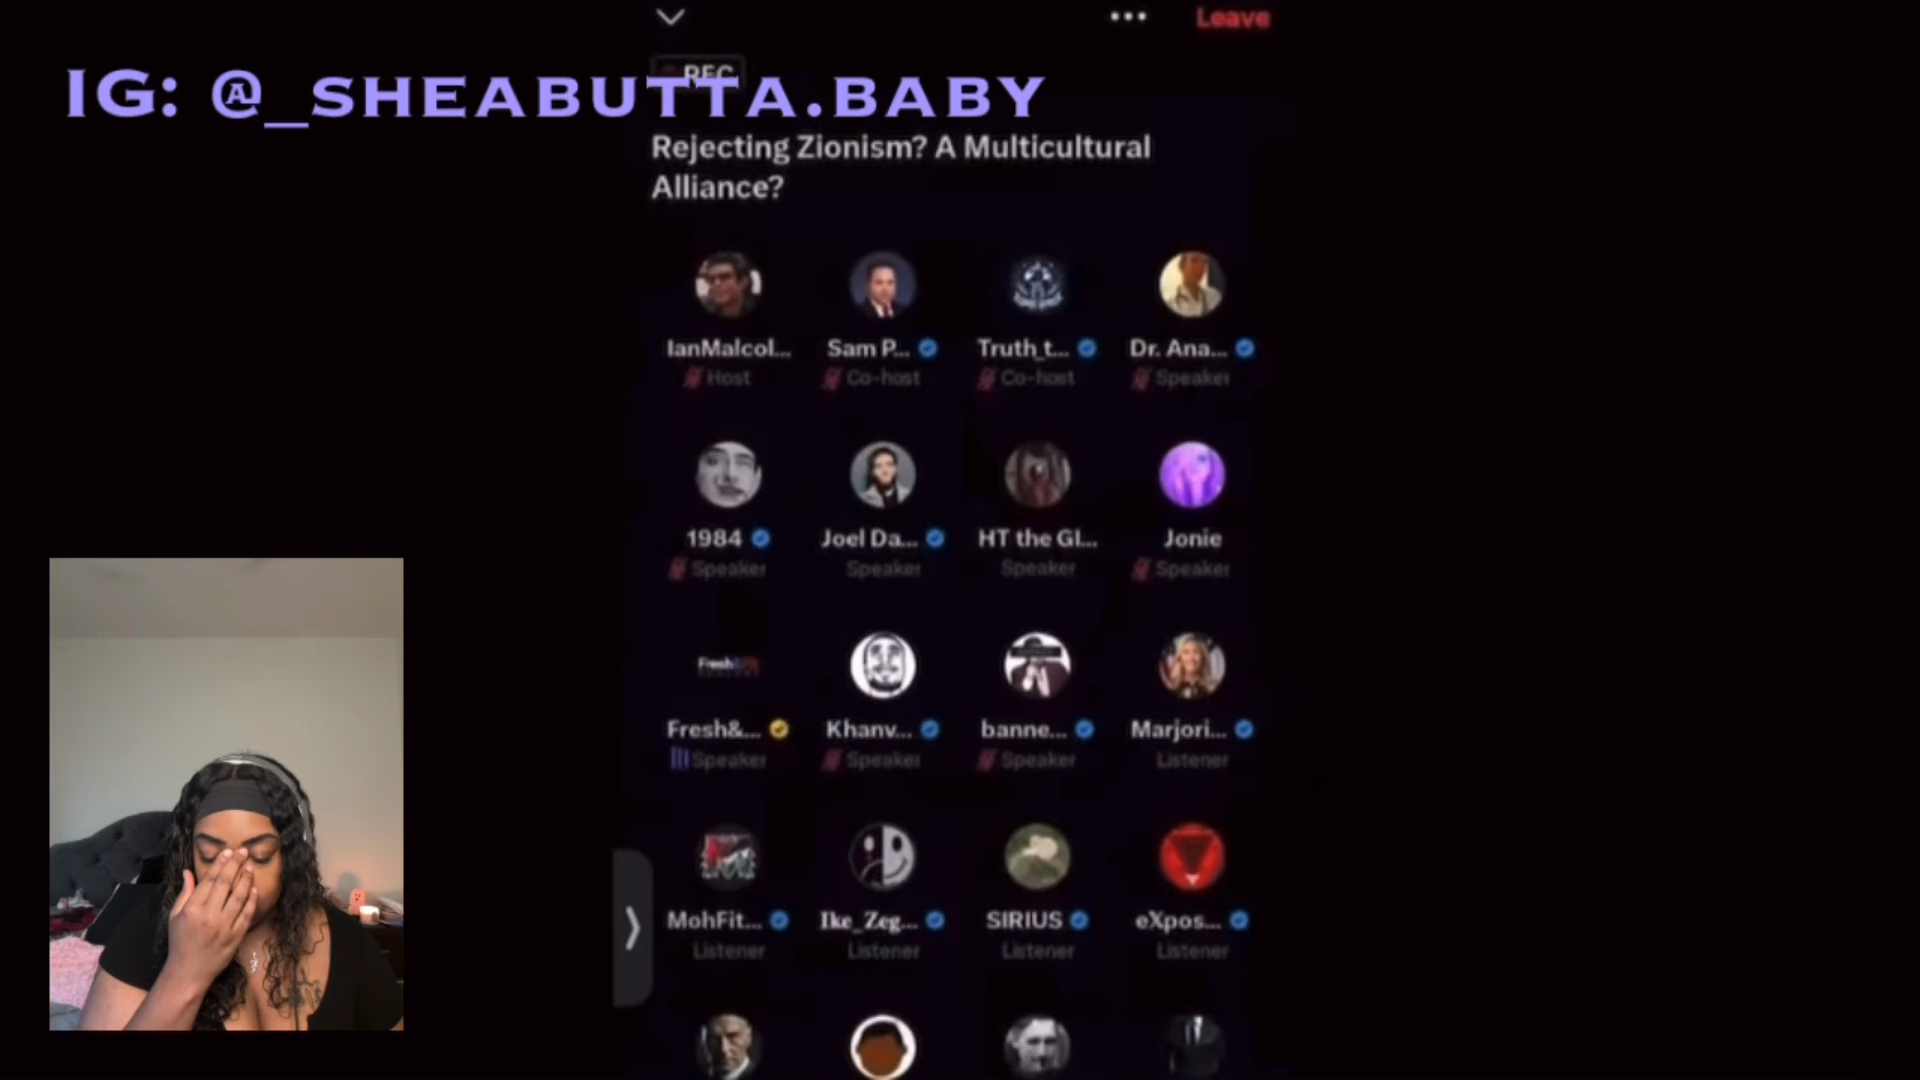 Leave
REC
IG: @_SHEABUTTA.BABY
Rejecting Zionism? A Multicultural
Alliance?
IanMalcol... Sam P... Truth_t... Dr. Ana...
Host Co-host Co-host Speaker
1984 Joel Da... HT the Gl... Jonie
Speaker Speaker Speaker Speaker
Fresh&
Fresh&... Khanv... banne... Marjori...
Speaker Speaker Speaker Listener
MohFit... Ike_Zeg... SIRIUS eXpos...
Listener Listener Listener Listener